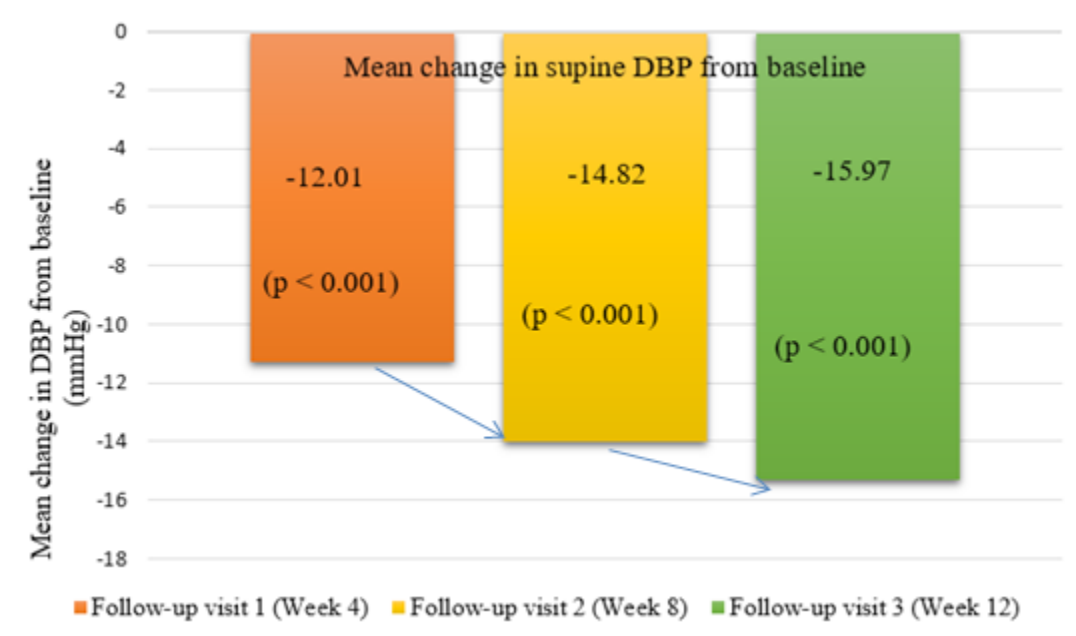 Mean change in supine DBP from baseline
Mean change in DBP from baseline
(mmHg)
0
-2
-4
-6
-8
-10
-12
-14
-16
-18
-12.01
(p < 0.001)
-14.82
(p < 0.001)
-15.97
(p < 0.001)
Follow-up visit 1 (Week 4) Follow-up visit 2 (Week 8) Follow-up visit 3 (Week 12)